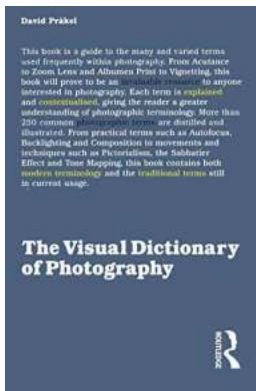 David Präkel
This book is a guide to the many and varied terms
used frequently within photography. From Acutance
to Zoom Lens and Albumen Print to Vignetting, this
book will prove to be an invaluable resource to anyone
interested in photography. Each term is explained
and contextualised, giving the reader a greater
understanding of photographic terminology. More than
250 common photographic terms are distilled and
illustrated. From practical terms such as Autofocus,
Backlighting and Composition to movements and
techniques such as Pictorialism, the Sabbatier
Effect and Tone Mapping, this book contains both
modern terminology and the traditional terms still
in current usage.
The Visual Dictionary
of Photography
ROUTLEDGE